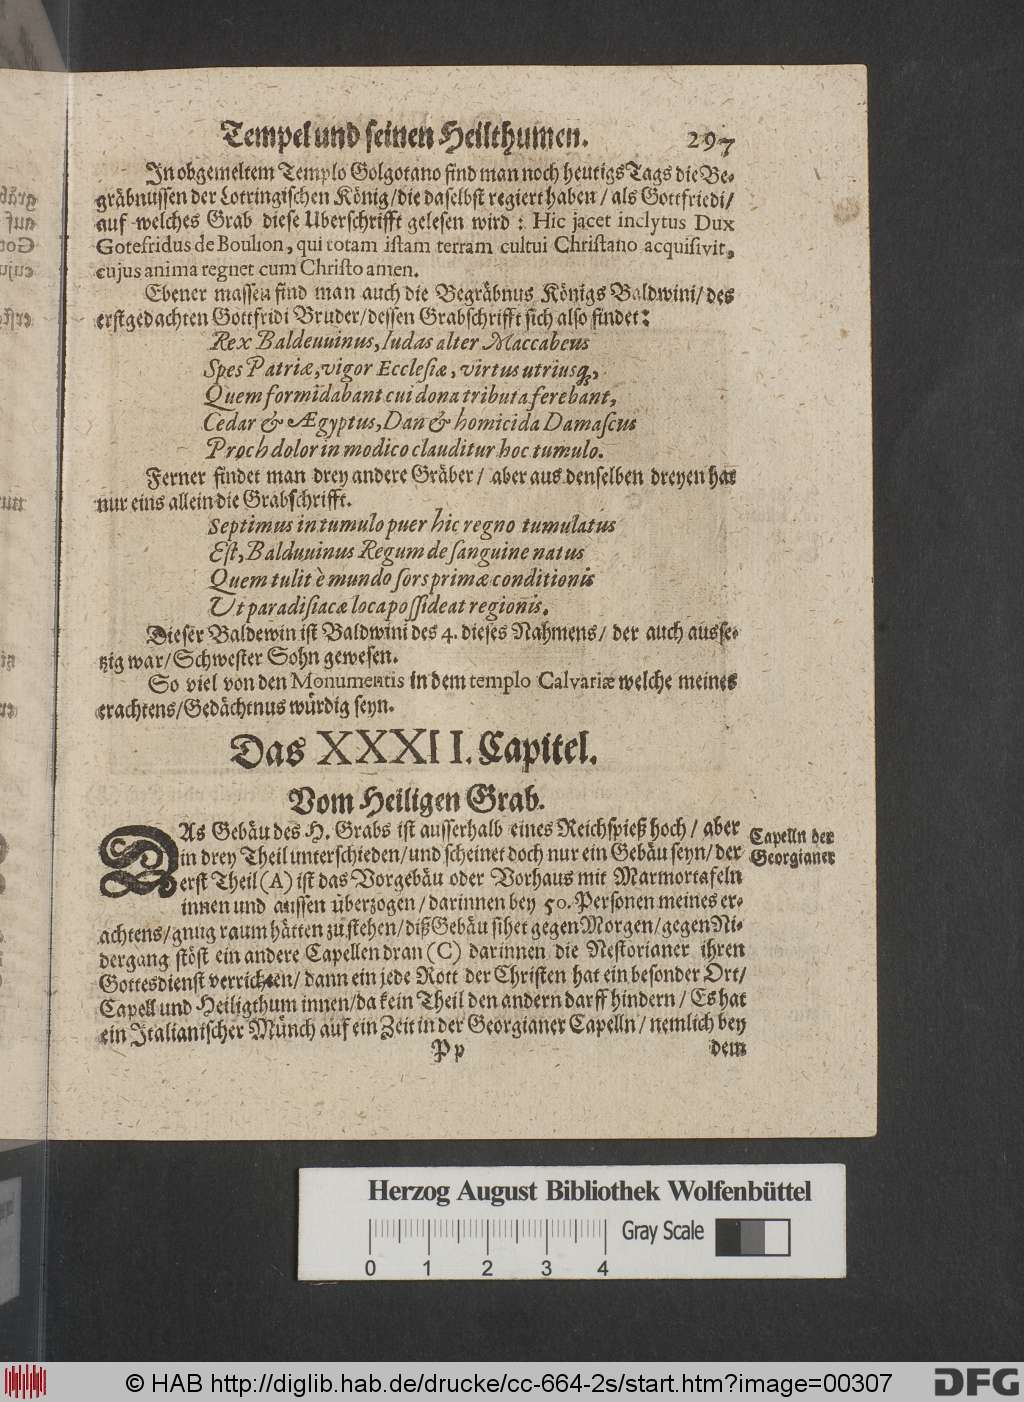 Tempel und seinen Heilthumen. 297
In obgemeltem Templo Golgotano find man noch heutigs Tags die Be-
gräbnussen der Lotringischen König/die daselbst regiert haben/ als Gottfriedi/
auf welches Grab diese Uberschrifft gelesen wird: Hic jacet inclytus Dux
Gotefridus de Boulion, qui totam istam terram cultui Christano acquisivit,
cujus anima regnet cum Christo amen.
Ebener massen find man auch die Begräbnus Königs Baldwini/ des
erstgedachten Gottfridi Bruder/dessen Grabschrifft sich also findet:
Rex Baldeuuinus, Iudas alter Maccabeus
Spes Patriæ, vigor Ecclesiæ, virtus utriusq;,
Quem formidabant cui dona tributa ferebant,
Cedar & Ægyptus, Dan & homicida Damascus
Proch dolor in modico clauditur hoc tumulo.
Ferner findet man drey andere Gräber/ aber aus denselben dreyen hat
nur eins allein die Grabschrifft.
Septimus in tumulo puer hic regno tumulatus
Est, Balduuinus Regum de sanguine natus
Quem tulit è mundo sors primæ conditionis
Ut paradisiacæ loca possideat regionis.
Dieser Baldewin ist Baldwini des 4. dieses Nahmens/ der auch aussä-
tzig war/Schwester Sohn gewesen.
So viel von den Monumentis in dem templo Calvariæ welche meines
erachtens/Gedächtnus würdig seyn.
Das XXXII. Capitel.
Vom Heiligen Grab.
DAs Gebäu des H. Grabs ist ausserhalb eines Reichspieß hoch/ aber
in drey Theil unterschieden/und scheinet doch nur ein Gebäu seyn/ der
erst Theil (A) ist das Vorgebäu oder Vorhaus mit Marmortafeln
innen und aussen überzogen/ darinnen bey 50. Personen meines er-
achtens/gnug raum hätten zu stehen/diß Gebäu sihet gegen Morgen/gegen Ni-
dergang stöst ein andere Capellen dran (C) darinnen die Nestorianer ihren
Gottesdienst verrichten/ dann ein jede Rott der Christen hat ein besonder Ort/
Capell und Heiligthum innen/da kein Theil den andern darff hindern/ Es hat
ein Italianischer Münch auf ein Zeit in der Georgianer Capelln/ nemlich bey
Pp dem
Capelln der
Georgianer
Herzog August Bibliothek Wolfenbüttel
Gray Scale
0 1 2 3 4
© HAB http://diglib.hab.de/drucke/cc-664-2s/start.htm?image=00307
DFG